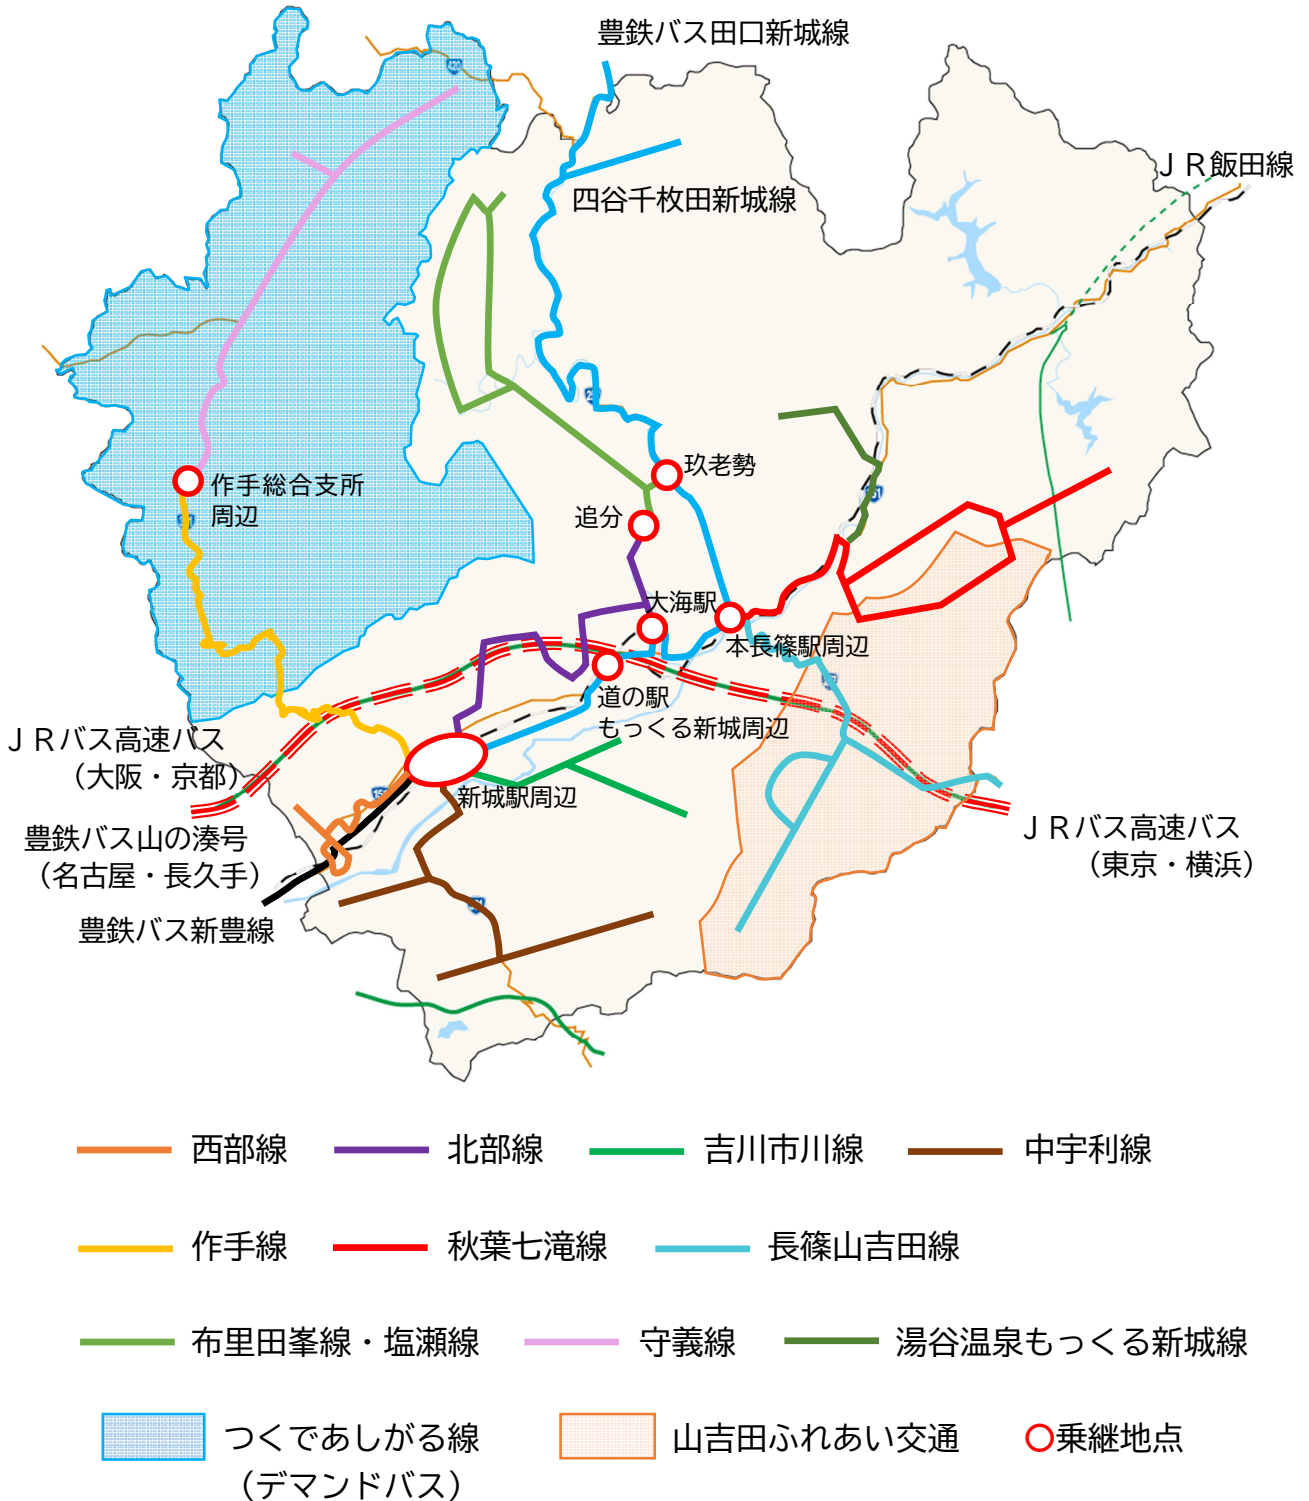 豊鉄バス田口新城線
ＪＲ飯田線
四谷千枚田新城線
玖老勢
作手総合支所
周辺
追分
大海駅
本長篠駅周辺
道の駅
もっくる新城周辺
ＪＲバス高速バス
（大阪・京都）
新城駅周辺
豊鉄バス山の湊号
（名古屋・長久手）
ＪＲバス高速バス
（東京・横浜）
豊鉄バス新豊線
西部線
北部線
吉川市川線
中宇利線
作手線
秋葉七滝線
長篠山吉田線
布里田峯線・塩瀬線
守義線
湯谷温泉もっくる新城線
つくであしがる線
（デマンドバス）
山吉田ふれあい交通
乗継地点